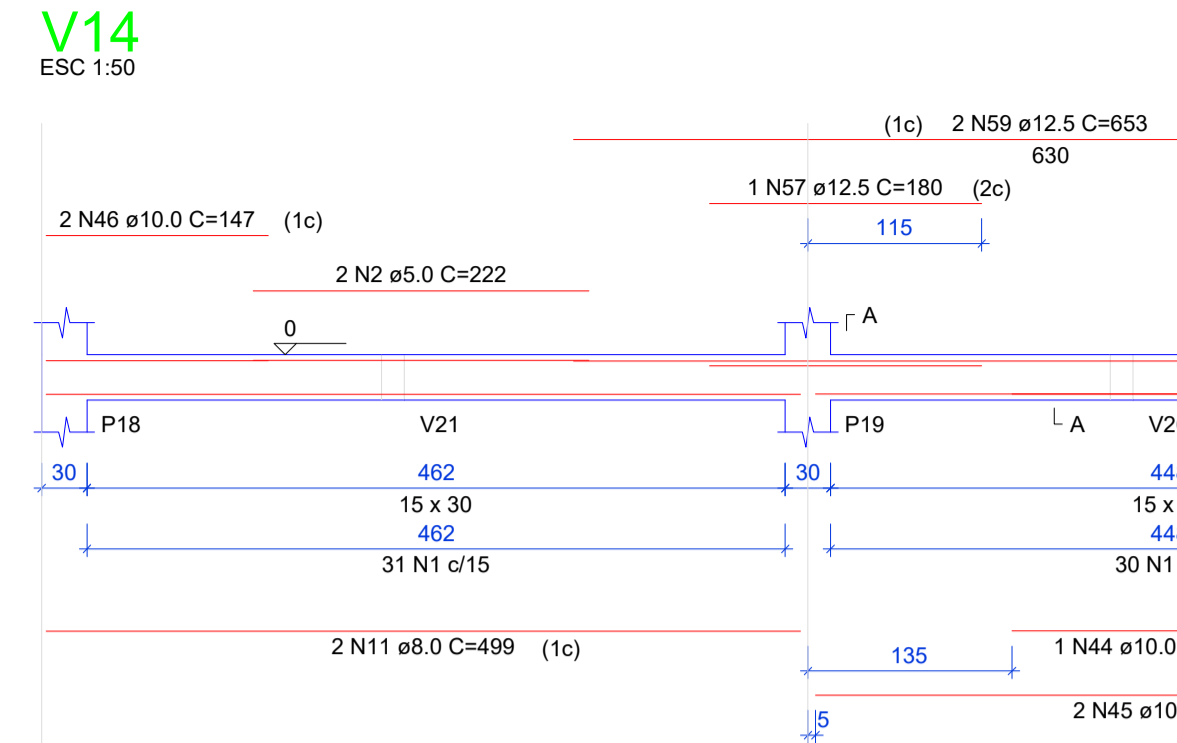 V14
ESC 1:50
(1c) 2 N59 ø12.5 C=653
630
1 N57 ø12.5 C=180 (2c)
2 N46 ø10.0 C=147 (1c)
115
2 N2 ø5.0 C=222
0
A
P18
V21
P19
A
30
462
30
15 x 30
15 x
462
31 N1 c/15
30 N1
2 N11 ø8.0 C=499 (1c)
135
1 N44 ø10.0
2 N45 ø10
5